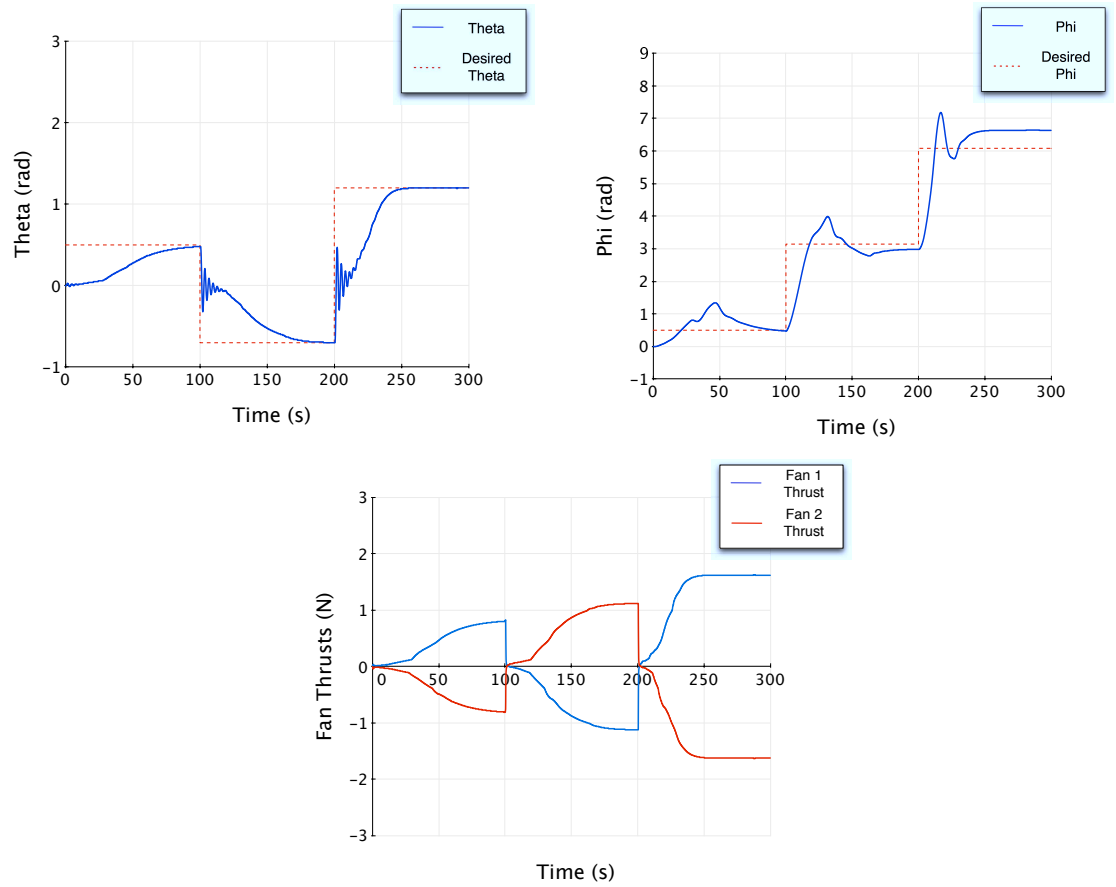 Theta
Desired
Theta
3
2
1
0
−1
0
50
100
150
200
250
300
Theta (rad)
Time (s)
Phi
Desired
Phi
9
8
7
6
5
4
3
2
1
0
−1
0
50
100
150
200
250
300
Phi (rad)
Time (s)
Fan 1
Thrust
Fan 2
Thrust
3
2
1
0
−1
−2
−3
0
50
100
150
200
250
300
Fan Thrusts (N)
Time (s)